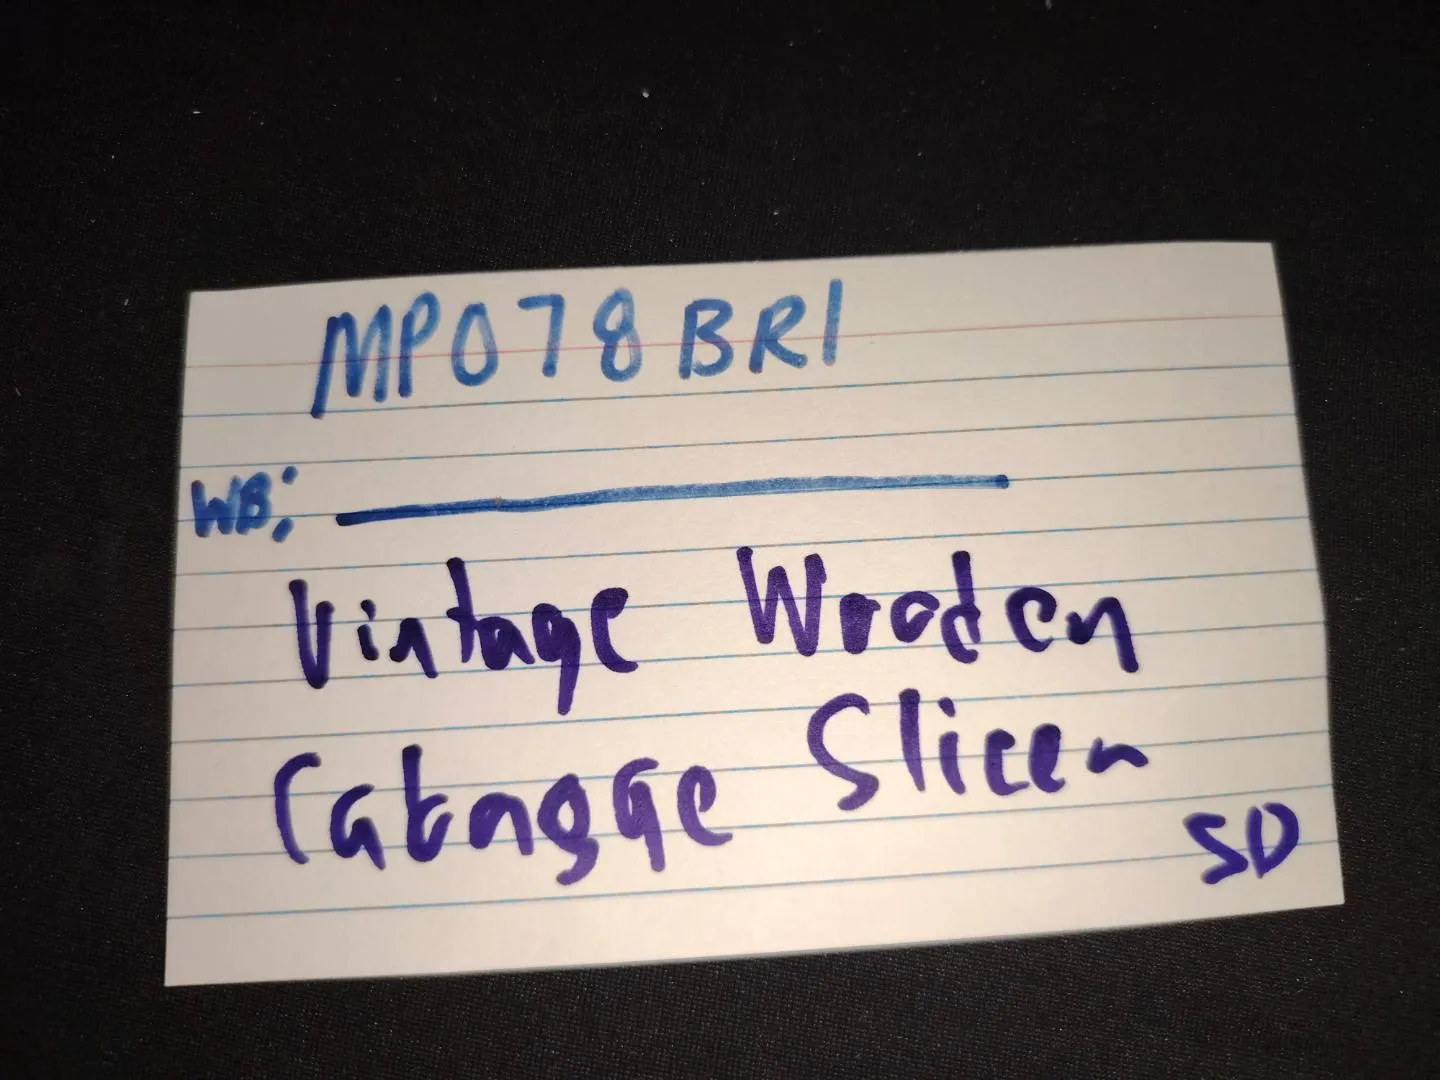 MP078BR1
WB:
Vintage Wooden
Cabagge Slicer
SD